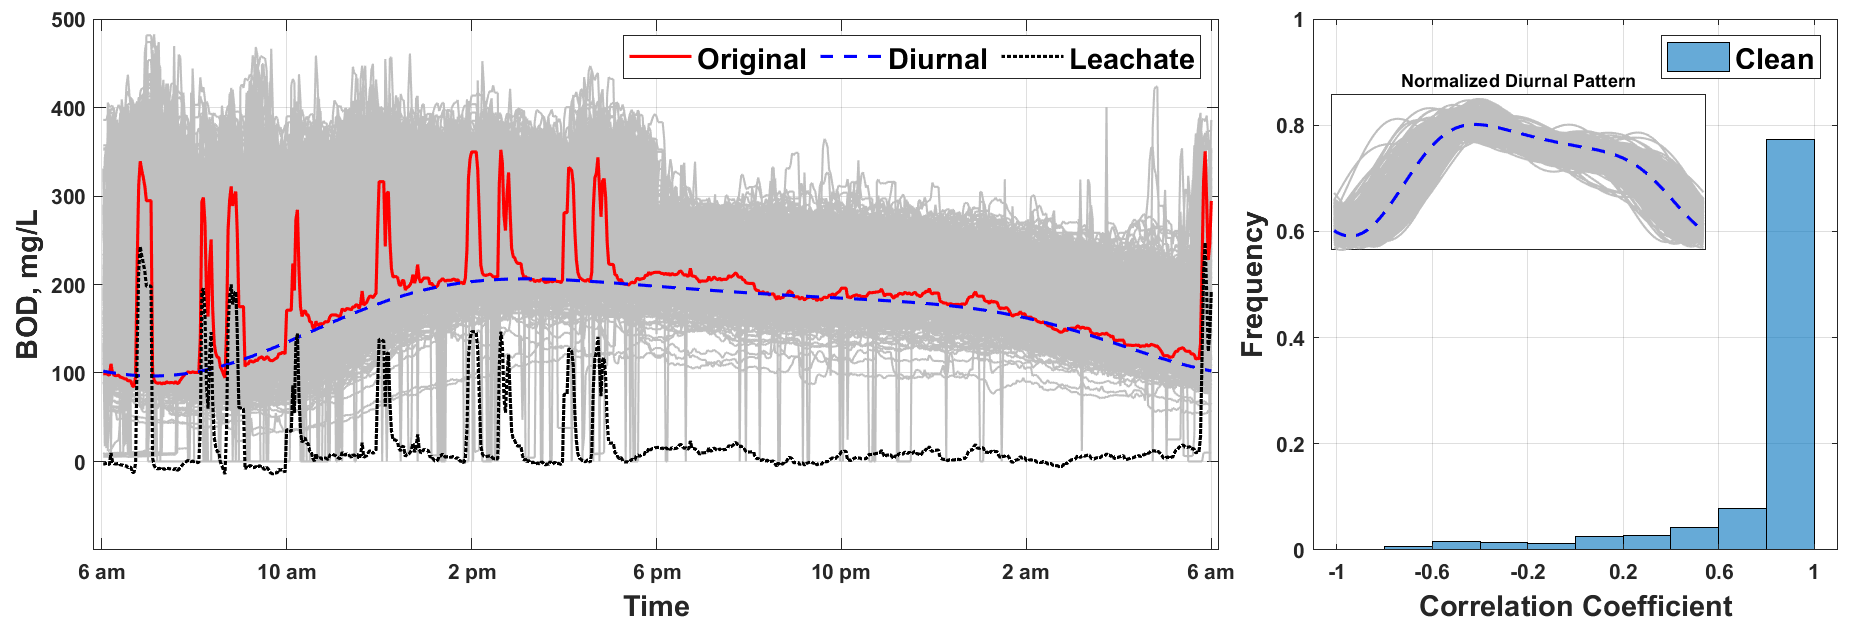 500
400
300
200
100
0
BOD, mg/L
Original
Diurnal
Leachate
6 am
10 am
2 pm
6 pm
10 pm
2 am
6 am
Time
1
0.8
0.6
0.4
0.2
0
Frequency
Clean
Normalized Diurnal Pattern
-1
-0.6
-0.2
0.2
0.6
1
Correlation Coefficient